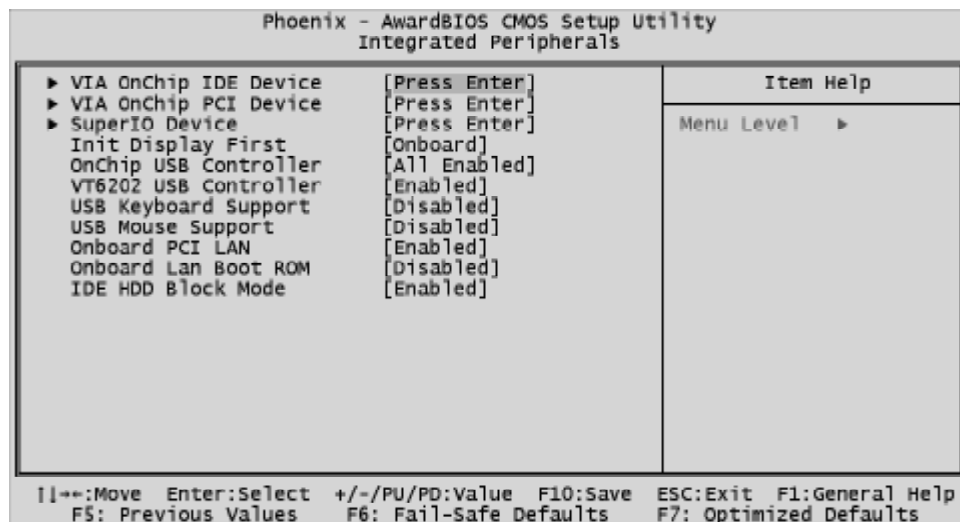 Phoenix - AwardBIOS CMOS Setup Utility
Integrated Peripherals
▶ VIA OnChip IDE Device [Press Enter]
▶ VIA OnChip PCI Device [Press Enter]
▶ SuperIO Device [Press Enter]
Init Display First [Onboard]
OnChip USB Controller [All Enabled]
VT6202 USB Controller [Enabled]
USB Keyboard Support [Disabled]
USB Mouse Support [Disabled]
Onboard PCI LAN [Enabled]
Onboard Lan Boot ROM [Disabled]
IDE HDD Block Mode [Enabled]
Item Help
Menu Level ▶
↑↓→←:Move Enter:Select +/-/PU/PD:Value F10:Save ESC:Exit F1:General Help
F5: Previous Values F6: Fail-Safe Defaults F7: Optimized Defaults